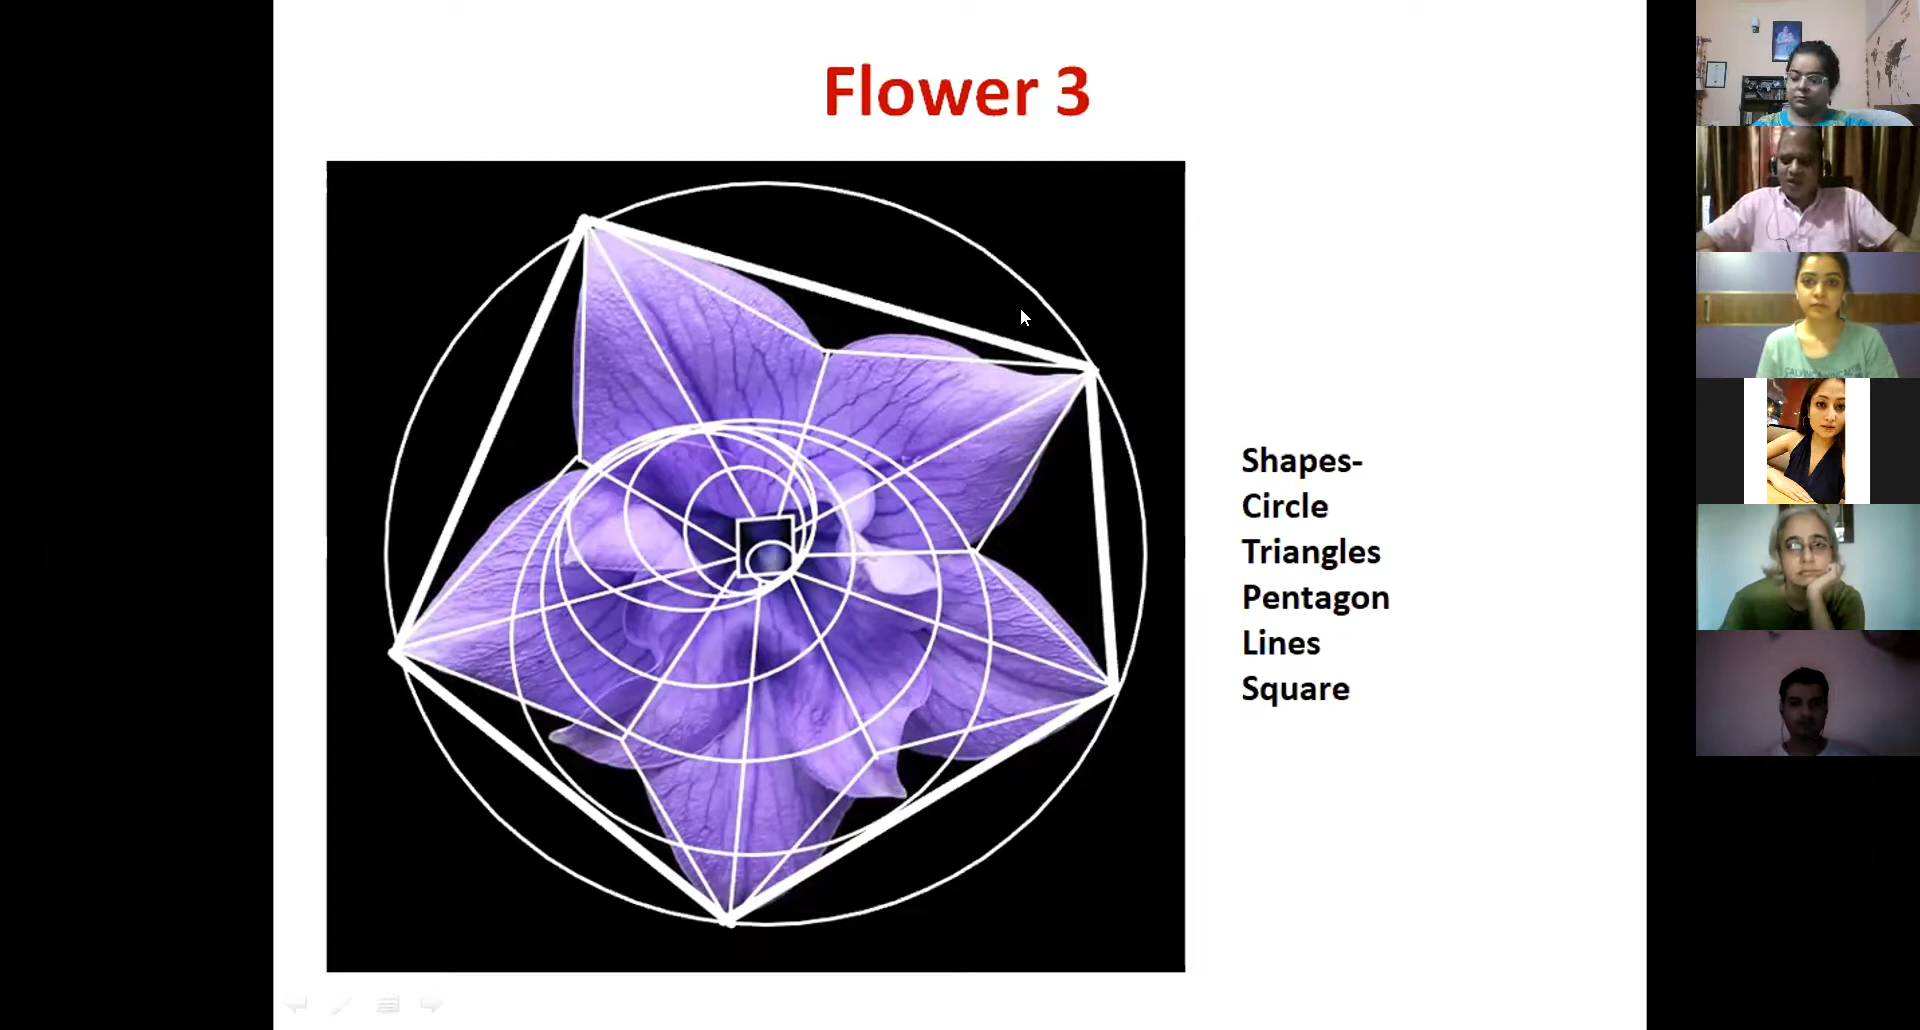 Flower 3
Shapes-
Circle
Triangles
Pentagon
Lines
Square